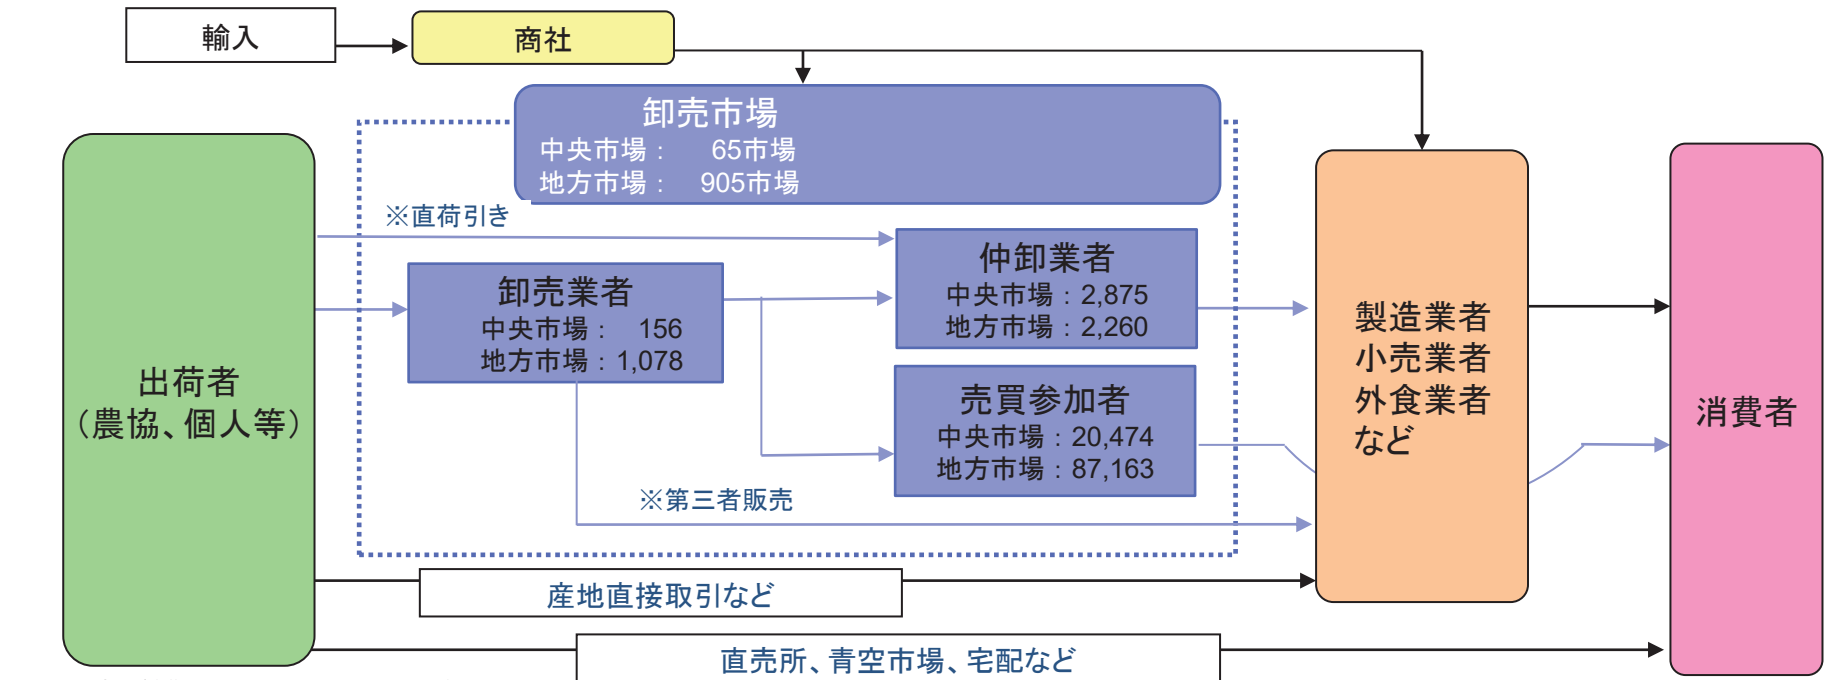 輸入
商社
卸売市場
中央市場： 65市場
地方市場： 905市場
※直荷引き
卸売業者
中央市場： 156
地方市場：1,078
仲卸業者
中央市場：2,875
地方市場：2,260
売買参加者
中央市場：20,474
地方市場：87,163
※第三者販売
出荷者
（農協、個人等）
製造業者
小売業者
外食業者
など
消費者
産地直接取引など
直売所、青空市場、宅配など